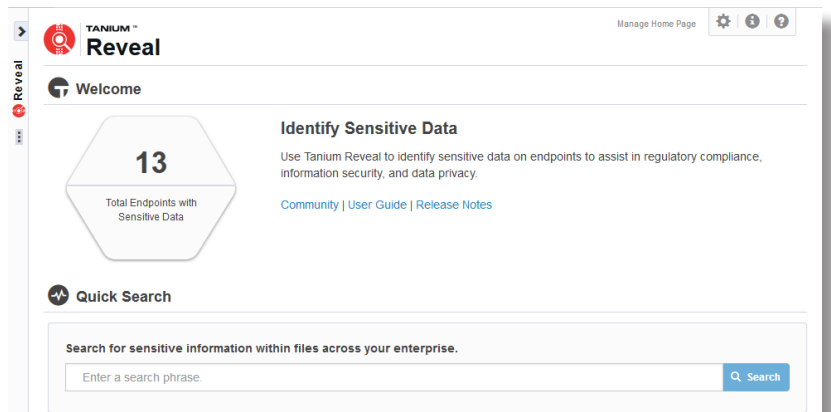 TANIUM™
Reveal
Manage Home Page
Reveal
Welcome
13
Total Endpoints with
Sensitive Data
Identify Sensitive Data
Use Tanium Reveal to identify sensitive data on endpoints to assist in regulatory compliance,
information security, and data privacy.
Community | User Guide | Release Notes
Quick Search
Search for sensitive information within files across your enterprise.
Enter a search phrase.
Search